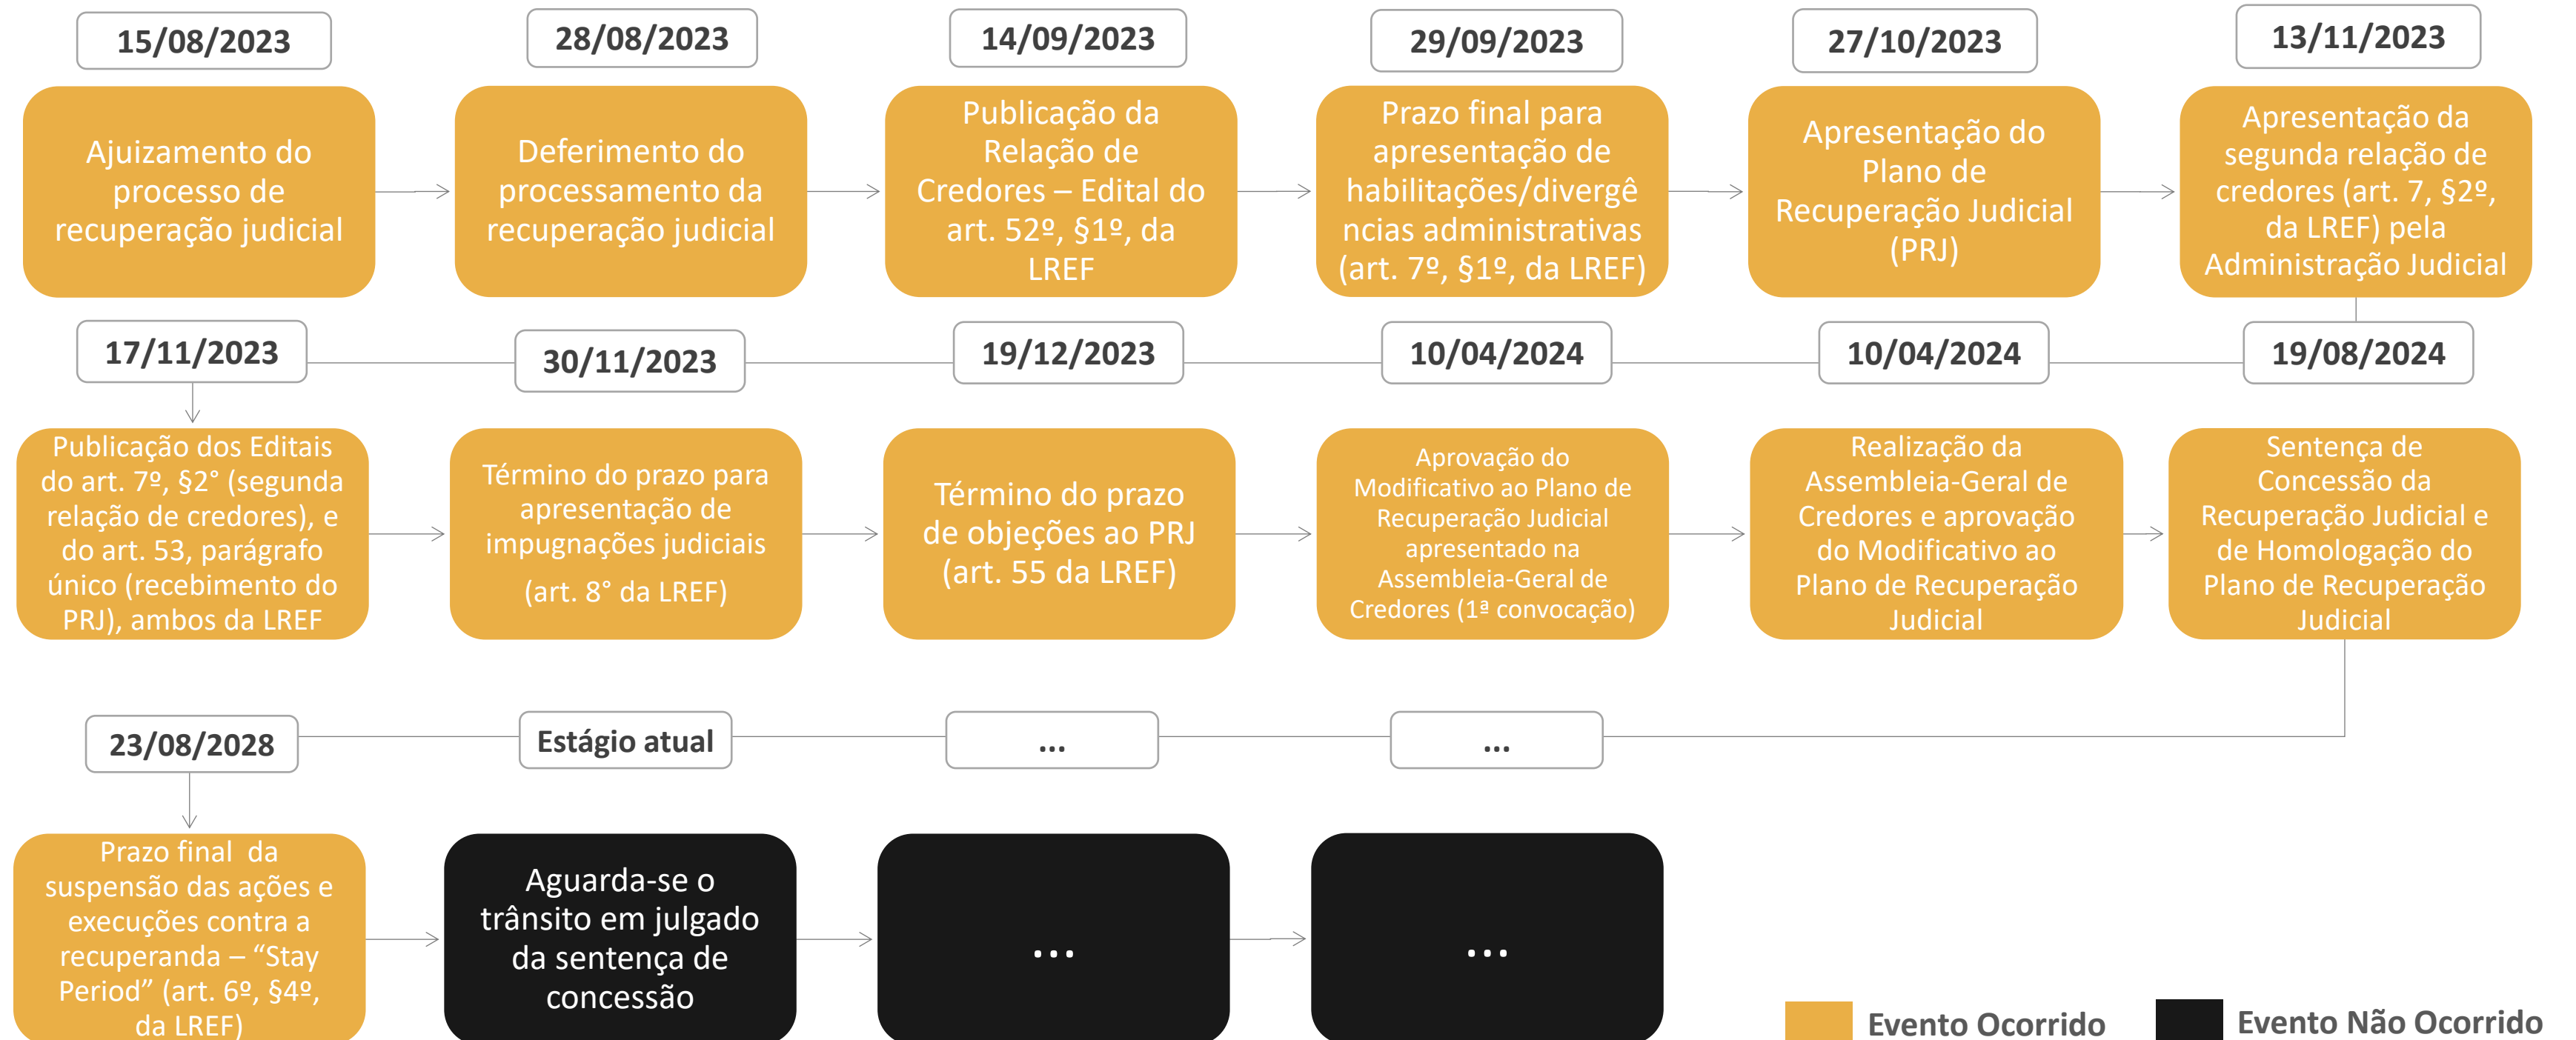 15/08/2023
28/08/2023
14/09/2023
29/09/2023
27/10/2023
13/11/2023
Ajuizamento do
processo de
recuperação judicial
Deferimento do
processamento da
recuperação judicial
Publicação da
Relação de
Credores – Edital do
art. 52º, §1º, da
LREF
Prazo final para
apresentação de
habilitações/divergê
ncias administrativas
(art. 7º, §1º, da LREF)
Apresentação do
Plano de
Recuperação Judicial
(PRJ)
Apresentação da
segunda relação de
credores (art. 7, §2º,
da LREF) pela
Administração Judicial
17/11/2023
30/11/2023
19/12/2023
10/04/2024
10/04/2024
19/08/2024
Publicação dos Editais
do art. 7º, §2° (segunda
relação de credores), e
do art. 53, parágrafo
único (recebimento do
PRJ), ambos da LREF
Término do prazo para
apresentação de
impugnações judiciais
(art. 8° da LREF)
Término do prazo
de objeções ao PRJ
(art. 55 da LREF)
Aprovação do
Modificativo ao Plano de
Recuperação Judicial
apresentado na
Assembleia-Geral de
Credores (1ª convocação)
Realização da
Assembleia-Geral de
Credores e aprovação
do Modificativo ao
Plano de Recuperação
Judicial
Sentença de
Concessão da
Recuperação Judicial e
de Homologação do
Plano de Recuperação
Judicial
23/08/2028
Estágio atual
...
...
Prazo final da
suspensão das ações e
execuções contra a
recuperanda – “Stay
Period” (art. 6º, §4º,
da LREF)
Aguarda-se o
trânsito em julgado
da sentença de
concessão
...
...
Evento Ocorrido
Evento Não Ocorrido